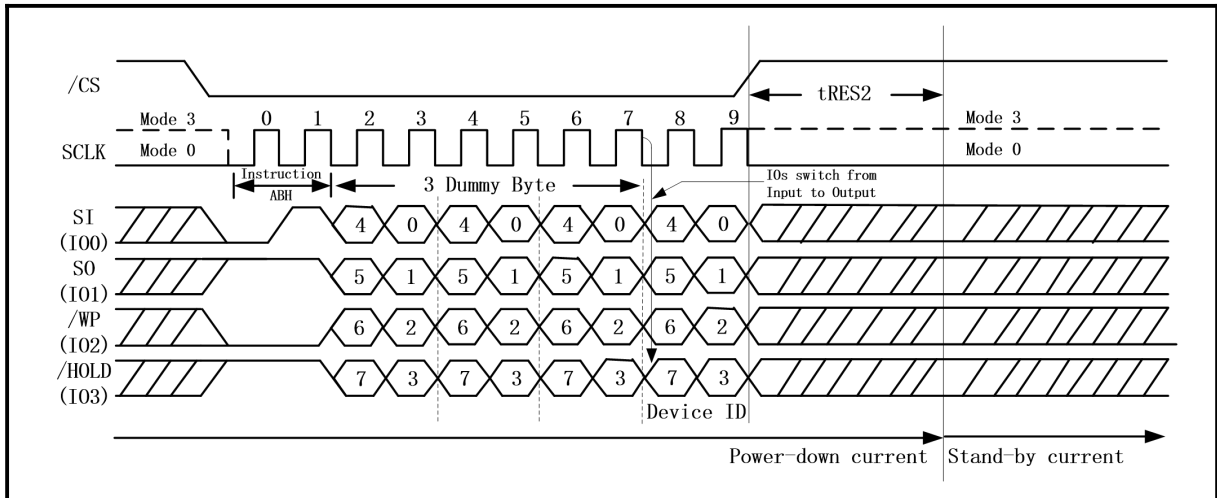 /CS
tRES2
Mode 3 0 1 2 3 4 5 6 7 8 9 Mode 3
SCLK Mode 0 Mode 0
Instruction
ABH
3 Dummy Byte
IOs switch from
Input to Output
SI
(IO0)
4 0 4 0 4 0 4 0
SO
(IO1)
5 1 5 1 5 1 5 1
/WP
(IO2)
6 2 6 2 6 2 6 2
/HOLD
(IO3)
7 3 7 3 7 3 7 3
Device ID
Power-down current Stand-by current